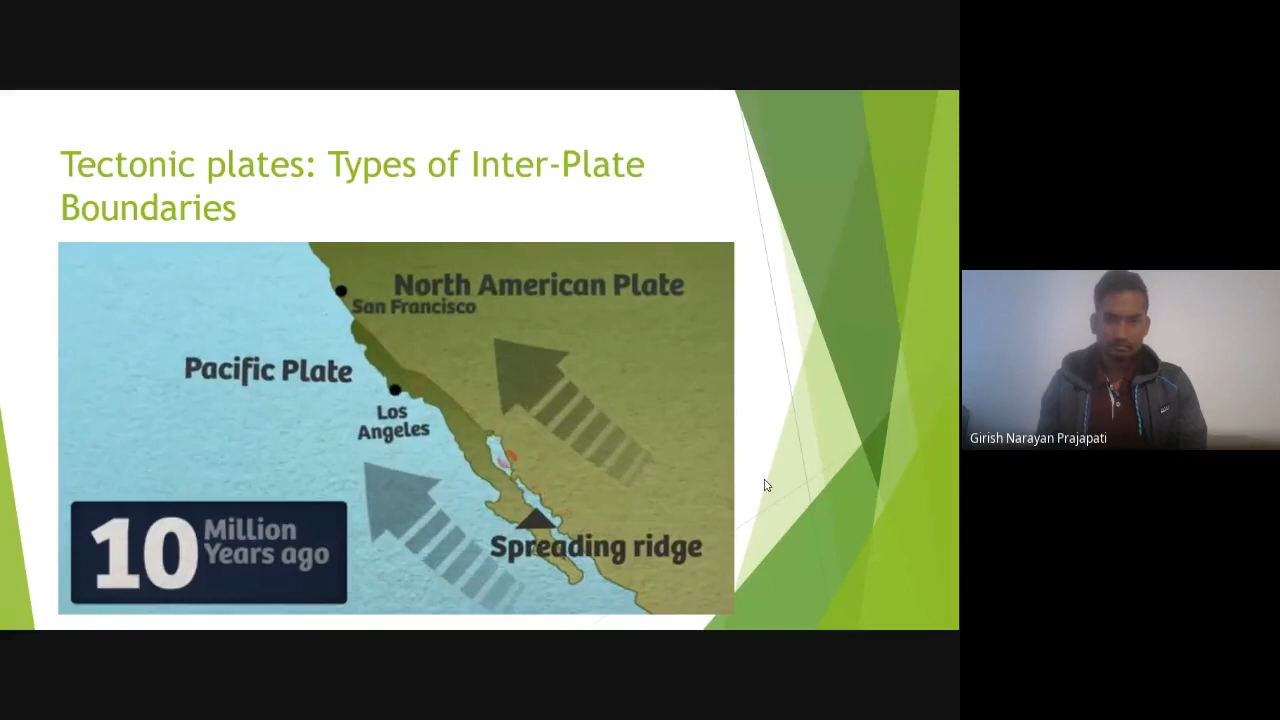 Tectonic plates: Types of Inter-Plate
Boundaries
North American Plate
San Francisco
Pacific Plate
Los
Angeles
10 Million
Years ago
Spreading ridge
Girish Narayan Prajapati